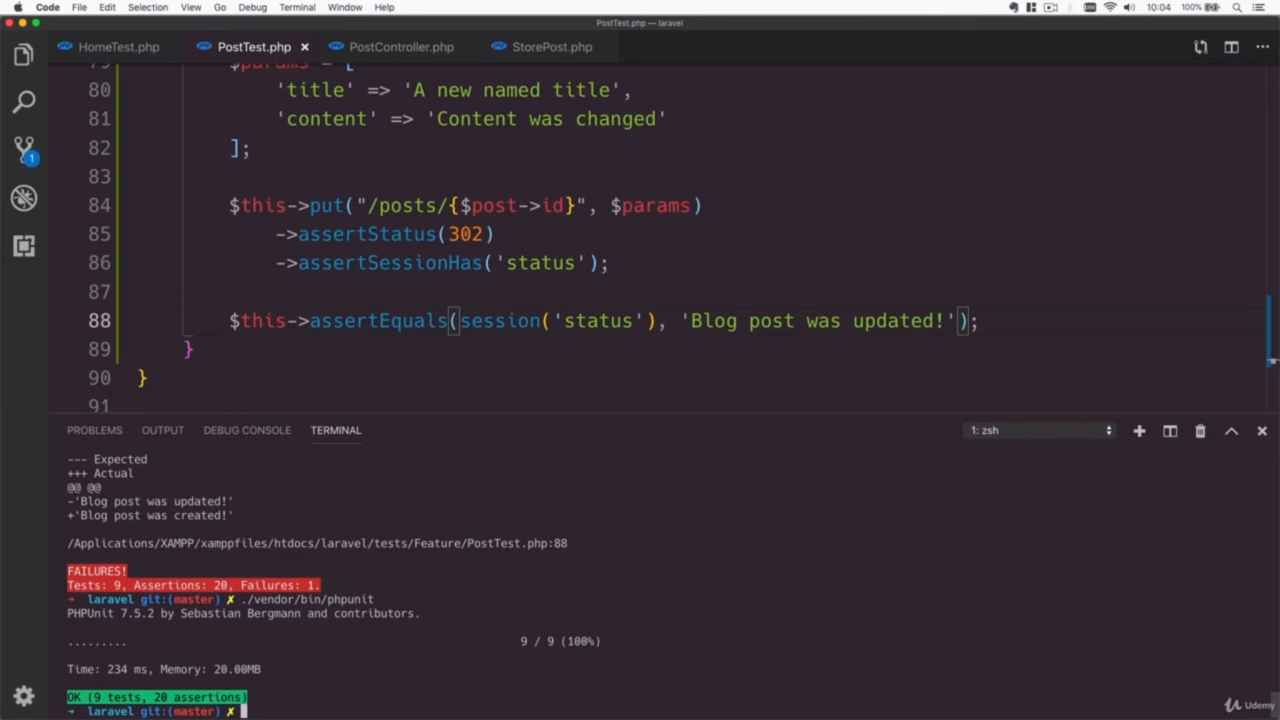 Code File Edit Selection View Go Debug Terminal Window Help 10:04 100%
PostTest.php — laravel
HomeTest.php PostTest.php PostController.php StorePost.php
79 $params = [
80 'title' => 'A new named title',
81 'content' => 'Content was changed'
82 ];
83
84 $this->put("/posts/{$post->id}", $params)
85 ->assertStatus(302)
86 ->assertSessionHas('status');
87
88 $this->assertEquals(session('status'), 'Blog post was updated!');
89 }
90 }
91
1
PROBLEMS OUTPUT DEBUG CONSOLE TERMINAL 1: zsh
--- Expected
+++ Actual
@@ @@
-'Blog post was updated!'
+'Blog post was created!'
/Applications/XAMPP/xamppfiles/htdocs/laravel/tests/Feature/PostTest.php:88
FAILURES!
Tests: 9, Assertions: 20, Failures: 1.
→ laravel git:(master) ✗ ./vendor/bin/phpunit
PHPUnit 7.5.2 by Sebastian Bergmann and contributors.
......... 9 / 9 (100%)
Time: 234 ms, Memory: 20.00MB
OK (9 tests, 20 assertions)
→ laravel git:(master) ✗
Udemy